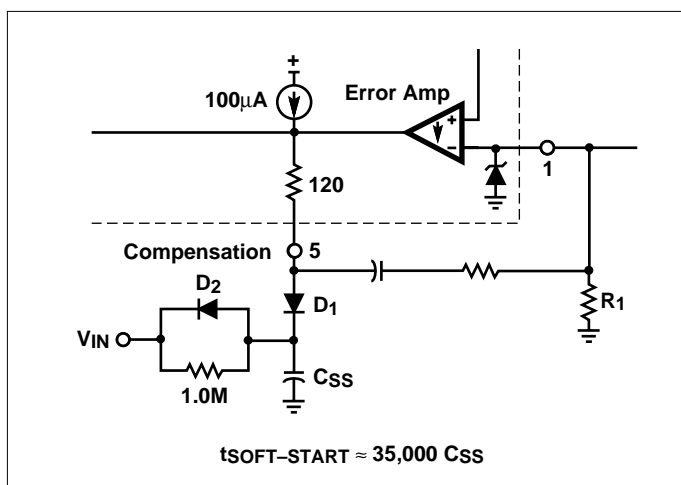 +
100µA
Error Amp
+
−
1
120
Compensation
5
D2
D1
R1
VIN
CSS
1.0M
tSOFT–START ≈ 35,000 CSS